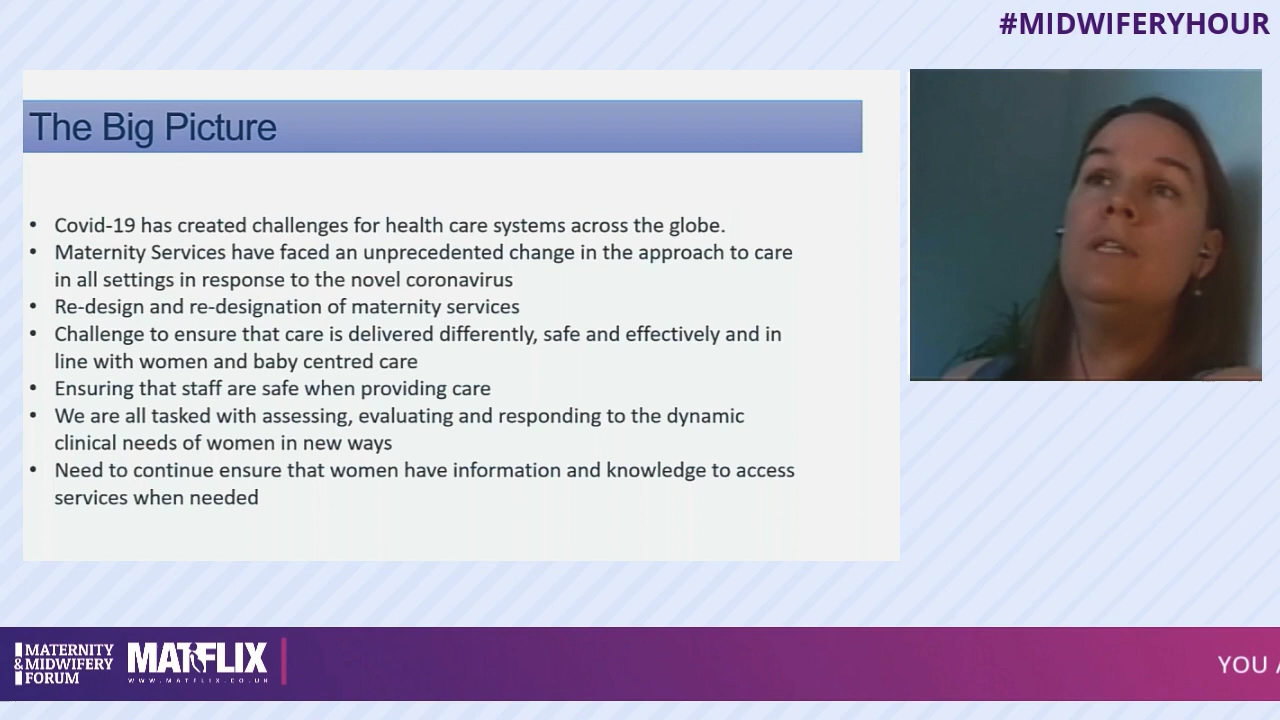 #MIDWIFERYHOUR
The Big Picture
• Covid-19 has created challenges for health care systems across the globe.
• Maternity Services have faced an unprecedented change in the approach to care
in all settings in response to the novel coronavirus
• Re-design and re-designation of maternity services
• Challenge to ensure that care is delivered differently, safe and effectively and in
line with women and baby centred care
• Ensuring that staff are safe when providing care
• We are all tasked with assessing, evaluating and responding to the dynamic
clinical needs of women in new ways
• Need to continue ensure that women have information and knowledge to access
services when needed
MATERNITY
&MIDWIFERY
FORUM
MATFLIX
WWW.MATFLIX.CO.UK
YOU